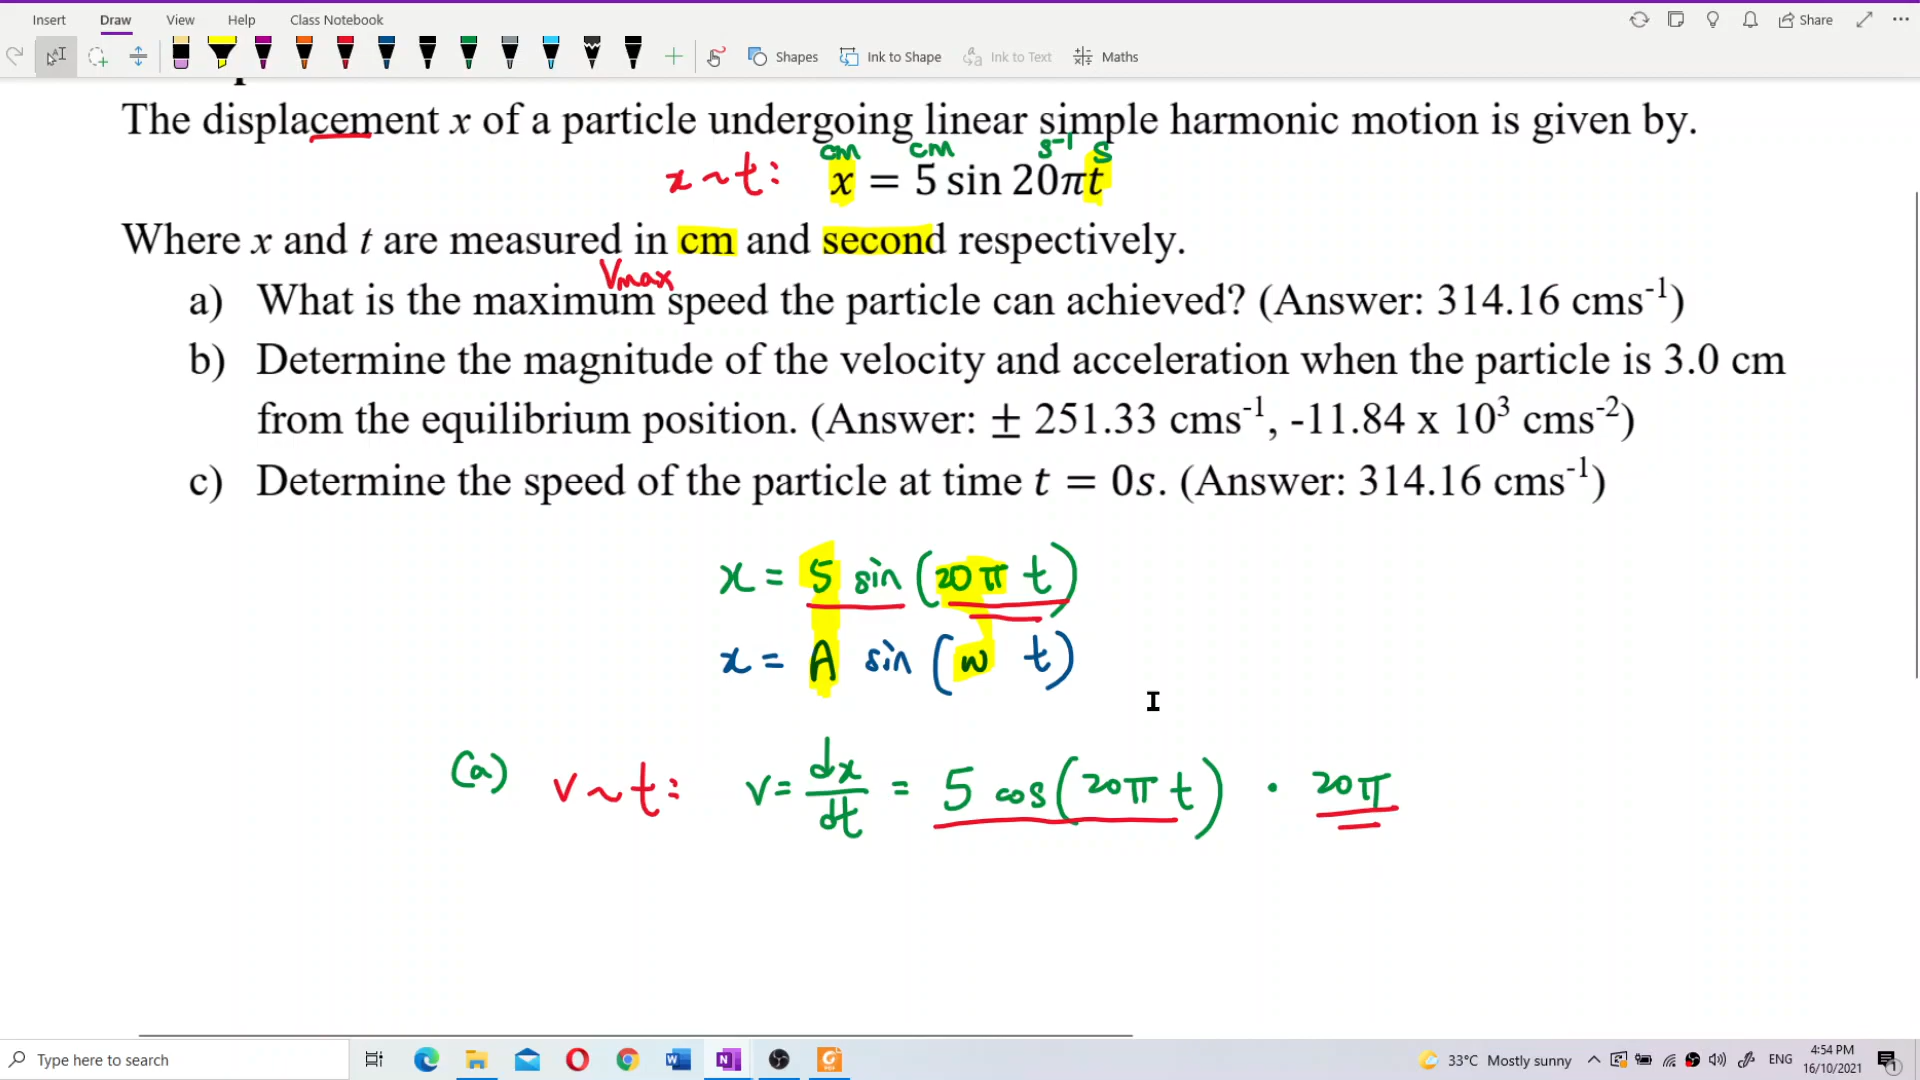 Insert Draw View Help Class Notebook Share
Shapes Ink to Shape Ink to Text Maths
The displacement x of a particle undergoing linear simple harmonic motion is given by.
cm cm s⁻¹ s
x ~ t: x = 5 sin 20πt
Where x and t are measured in cm and second respectively.
Vmax
a) What is the maximum speed the particle can achieved? (Answer: 314.16 cms⁻¹)
b) Determine the magnitude of the velocity and acceleration when the particle is 3.0 cm
from the equilibrium position. (Answer: ± 251.33 cms⁻¹, -11.84 x 10³ cms⁻²)
c) Determine the speed of the particle at time t = 0s. (Answer: 314.16 cms⁻¹)
x = 5 sin (20π t)
x = A sin (w t)
(a) v ~ t: v = dx/dt = 5 cos (20π t) · 20π
Type here to search 33°C Mostly sunny ENG 4:54 PM
16/10/2021